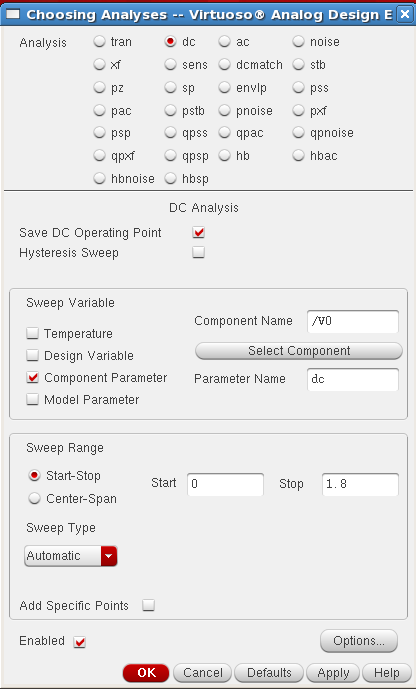 Choosing Analyses -- Virtuoso® Analog Design E
Analysis tran dc ac noise
xf sens dcmatch stb
pz sp envlp pss
pac pstb pnoise pxf
psp qpss qpac qpnoise
qpxf qpsp hb hbac
hbnoise hbsp
DC Analysis
Save DC Operating Point
Hysteresis Sweep
Sweep Variable
Temperature
Design Variable
Component Parameter
Model Parameter
Component Name /V0
Select Component
Parameter Name dc
Sweep Range
Start-Stop
Center-Span
Start 0 Stop 1.8
Sweep Type
Automatic
Add Specific Points
Enabled Options...
OK Cancel Defaults Apply Help